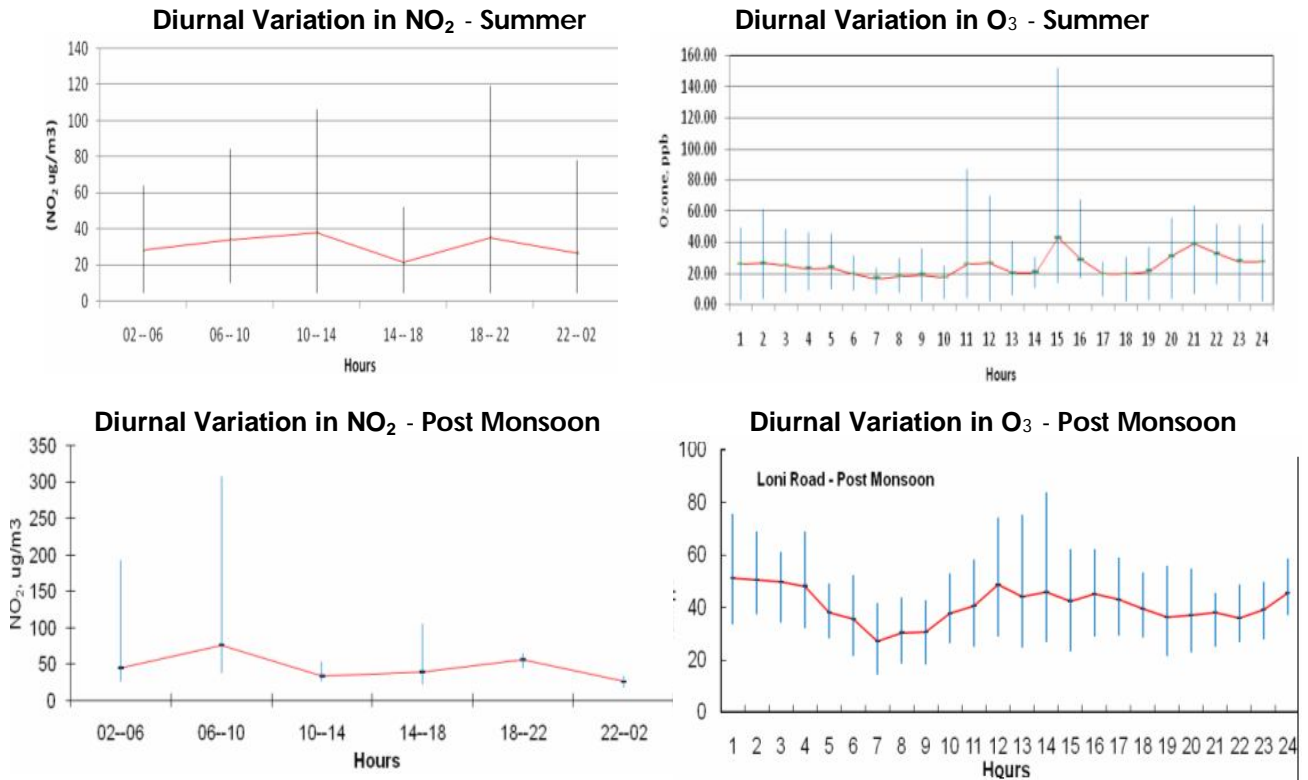 Diurnal Variation in NO₂ - Summer
140
120
100
80
60
40
20
0
(NO₂ ug/m3)
02--06 06--10 10--14 14--18 18--22 22--02
Hours
Diurnal Variation in O₃ - Summer
160.00
140.00
120.00
100.00
80.00
60.00
40.00
20.00
0.00
Ozone, ppb
1 2 3 4 5 6 7 8 9 10 11 12 13 14 15 16 17 18 19 20 21 22 23 24
Hours
Diurnal Variation in NO₂ - Post Monsoon
350
300
250
200
150
100
50
0
NO₂, ug/m3
02--06 06--10 10--14 14--18 18--22 22--02
Hours
Diurnal Variation in O₃ - Post Monsoon
Loni Road - Post Monsoon
100
80
60
40
20
0
1 2 3 4 5 6 7 8 9 10 11 12 13 14 15 16 17 18 19 20 21 22 23 24
Hours